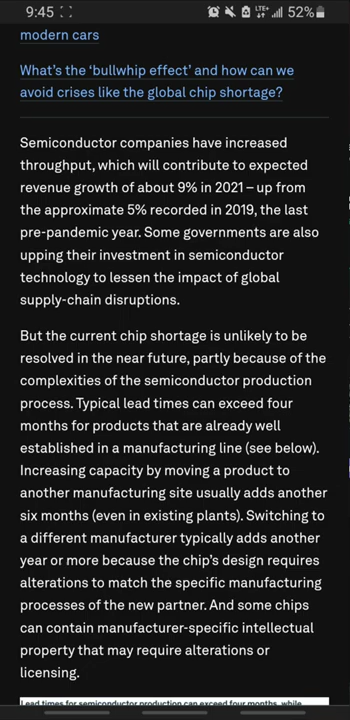 9:45
LTE+
52%
modern cars
What's the ‘bullwhip effect’ and how can we
avoid crises like the global chip shortage?
Semiconductor companies have increased
throughput, which will contribute to expected
revenue growth of about 9% in 2021 – up from
the approximate 5% recorded in 2019, the last
pre-pandemic year. Some governments are also
upping their investment in semiconductor
technology to lessen the impact of global
supply-chain disruptions.
But the current chip shortage is unlikely to be
resolved in the near future, partly because of the
complexities of the semiconductor production
process. Typical lead times can exceed four
months for products that are already well
established in a manufacturing line (see below).
Increasing capacity by moving a product to
another manufacturing site usually adds another
six months (even in existing plants). Switching to
a different manufacturer typically adds another
year or more because the chip's design requires
alterations to match the specific manufacturing
processes of the new partner. And some chips
can contain manufacturer-specific intellectual
property that may require alterations or
licensing.
Lead times for semiconductor production can exceed four months, while